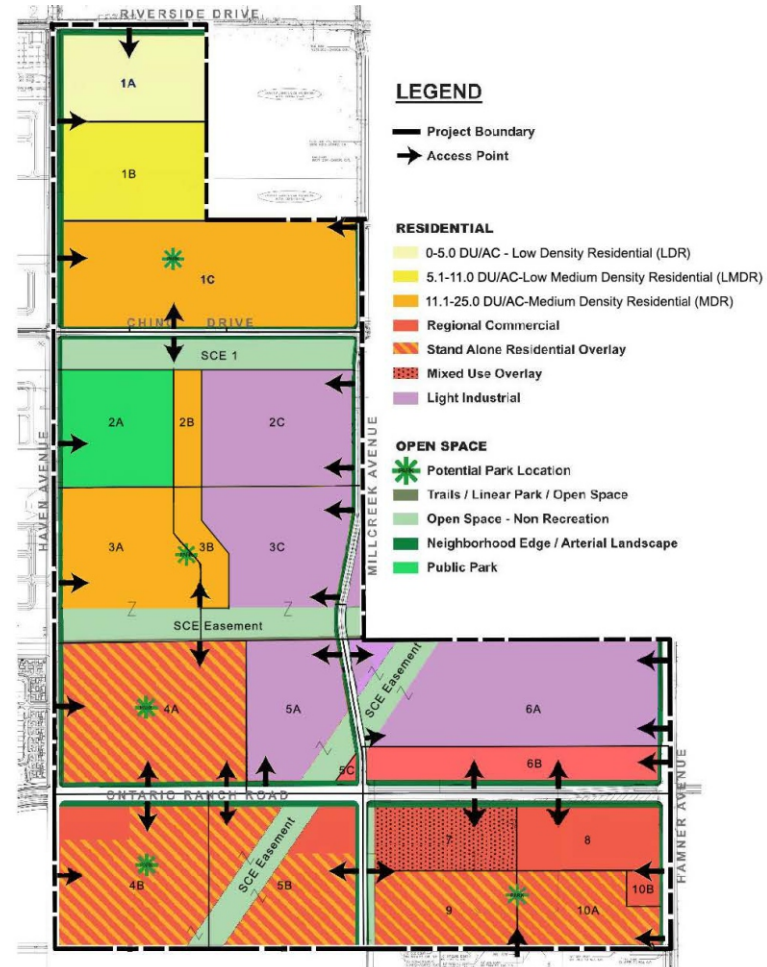 RIVERSIDE DRIVE
1A
1B
1C
CHINO DRIVE
SCE 1
2A
2B
2C
HAVEN AVENUE
MILLCREEK AVENUE
3A
3B
3C
SCE Easement
4A
5A
SCE Easement
6A
5C
6B
ONTARIO RANCH ROAD
HAMNER AVENUE
7
8
4B
SCE Easement
5B
9
10A
10B
LEGEND
Project Boundary
Access Point
RESIDENTIAL
0-5.0 DU/AC - Low Density Residential (LDR)
5.1-11.0 DU/AC-Low Medium Density Residential (LMDR)
11.1-25.0 DU/AC-Medium Density Residential (MDR)
Regional Commercial
Stand Alone Residential Overlay
Mixed Use Overlay
Light Industrial
OPEN SPACE
Potential Park Location
Trails / Linear Park / Open Space
Open Space - Non Recreation
Neighborhood Edge / Arterial Landscape
Public Park